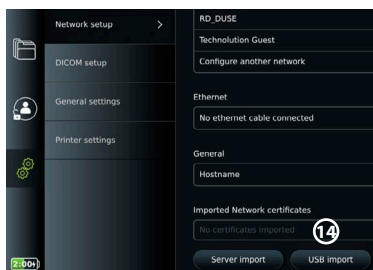 Network setup >
DICOM setup
General settings
Printer settings
2:00
RD_DUSE
Technolution Guest
Configure another network
Ethernet
No ethernet cable connected
General
Hostname
Imported Network certificates
No certificates imported
14
Server import
USB import